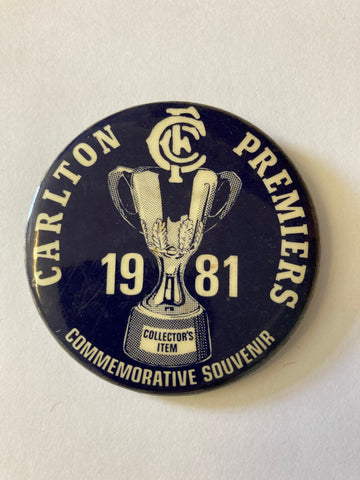 CFC
CARLTON PREMIERS
19 81
COLLECTOR'S
ITEM
COMMEMORATIVE SOUVENIR